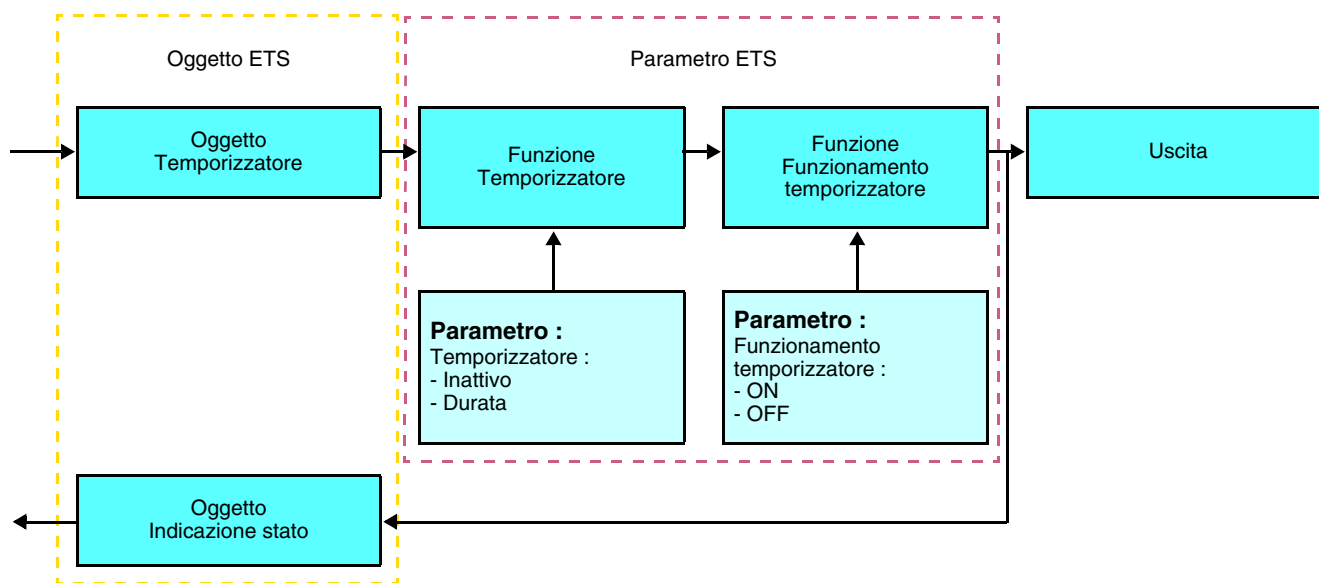 Oggetto ETS
Parametro ETS
Oggetto
Temporizzatore
Funzione
Temporizzatore
Funzione
Funzionamento
temporizzatore
Uscita
Parametro :
Temporizzatore :
- Inattivo
- Durata
Parametro :
Funzionamento
temporizzatore :
- ON
- OFF
Oggetto
Indicazione stato